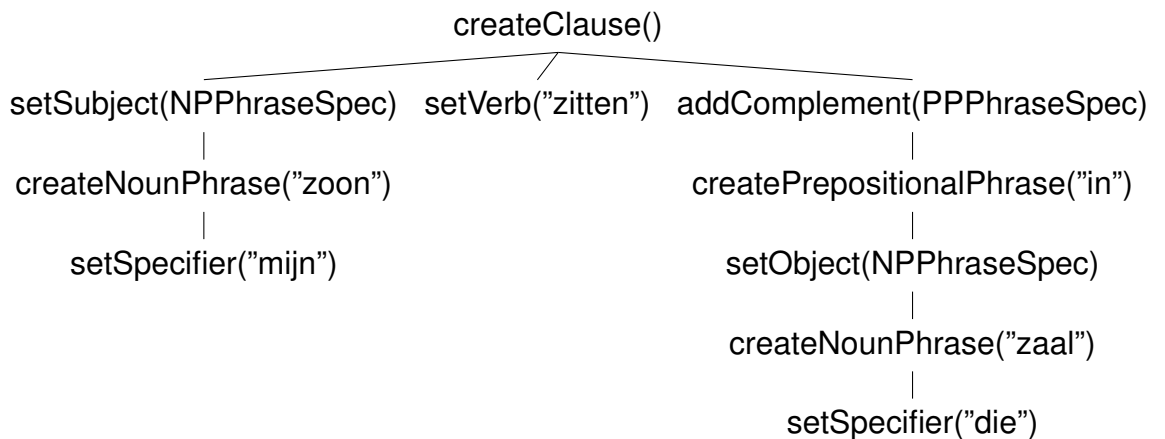 createClause()
setSubject(NPPhraseSpec) setVerb(”zitten”) addComplement(PPPhraseSpec)
createNounPhrase(”zoon”) createPrepositionalPhrase(”in”)
setSpecifier(”mijn”) setObject(NPPhraseSpec)
createNounPhrase(”zaal”)
setSpecifier(”die”)